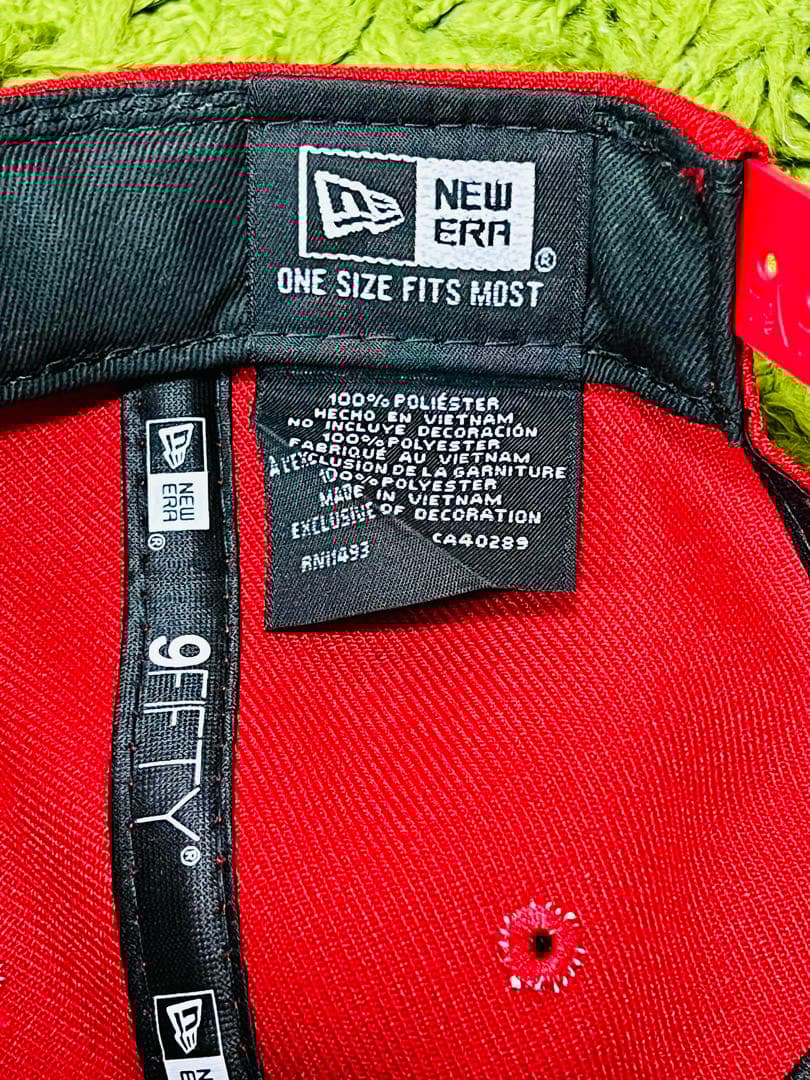 NEW
ERA
®
ONE SIZE FITS MOST
100% POLIÉSTER
HECHO EN VIETNAM
NO INCLUYE DECORACIÓN
100% POLYESTER
FABRIQUÉ AU VIETNAM
À L'EXCLUSION DE LA GARNITURE
100% POLYESTER
MADE IN VIETNAM
EXCLUSIVE OF DECORATION
RN11493 CA40289
NEW
ERA
®
9FIFTY®